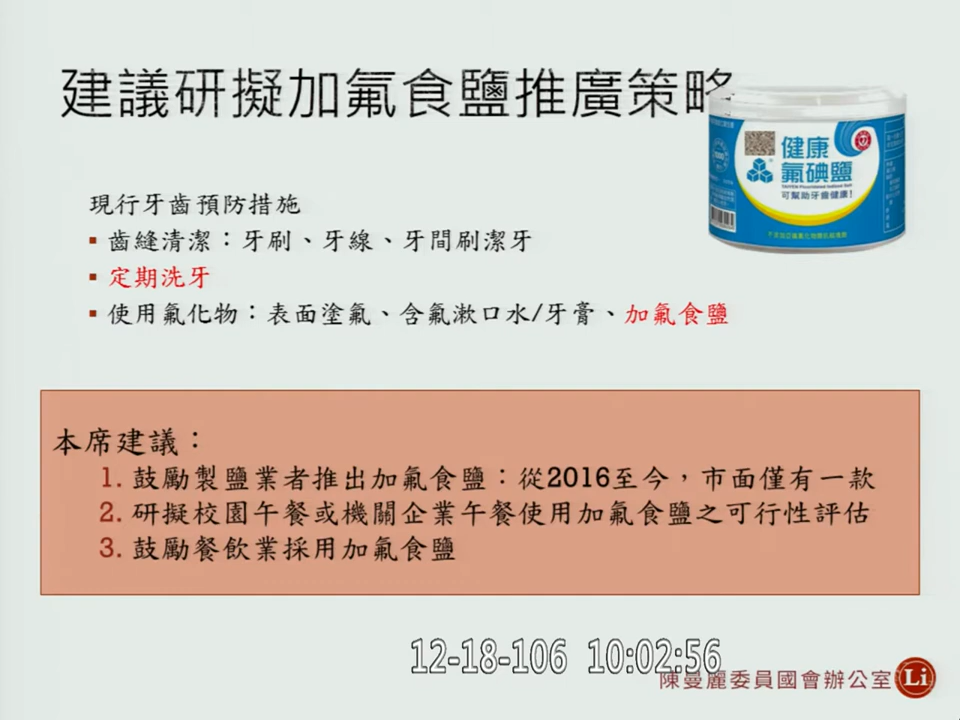 建議研擬加氟食鹽推廣策略
健康
氟碘鹽
TAIYEN Fluoridated Iodized Salt
可幫助牙齒健康!
現行牙齒預防措施
▪ 齒縫清潔：牙刷、牙線、牙間刷潔牙
▪ 定期洗牙
▪ 使用氟化物：表面塗氟、含氟漱口水/牙膏、加氟食鹽
本席建議：
1. 鼓勵製鹽業者推出加氟食鹽：從2016至今，市面僅有一款
2. 研擬校園午餐或機關企業午餐使用加氟食鹽之可行性評估
3. 鼓勵餐飲業採用加氟食鹽
12-18-106 10:02:56
陳曼麗委員國會辦公室 Li